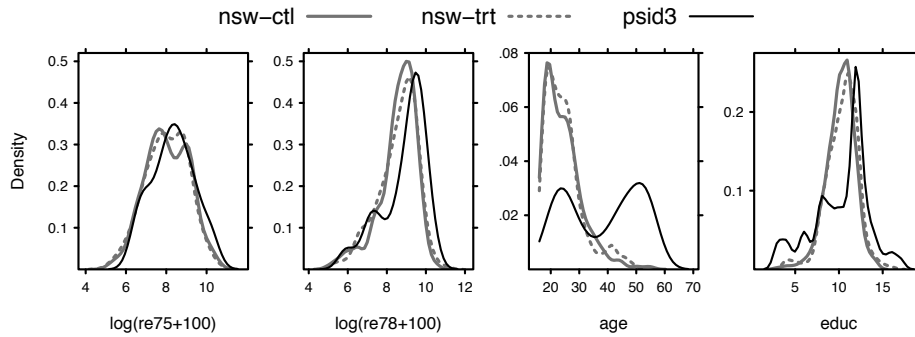 nsw-ctl nsw-trt psid3
Density
0.1 0.2 0.3 0.4 0.5
4 6 8 10
log(re75+100)
0.1 0.2 0.3 0.4 0.5
4 6 8 10 12
log(re78+100)
.02 .04 .06 .08
20 30 40 50 60 70
age
0.1 0.2
5 10 15
educ